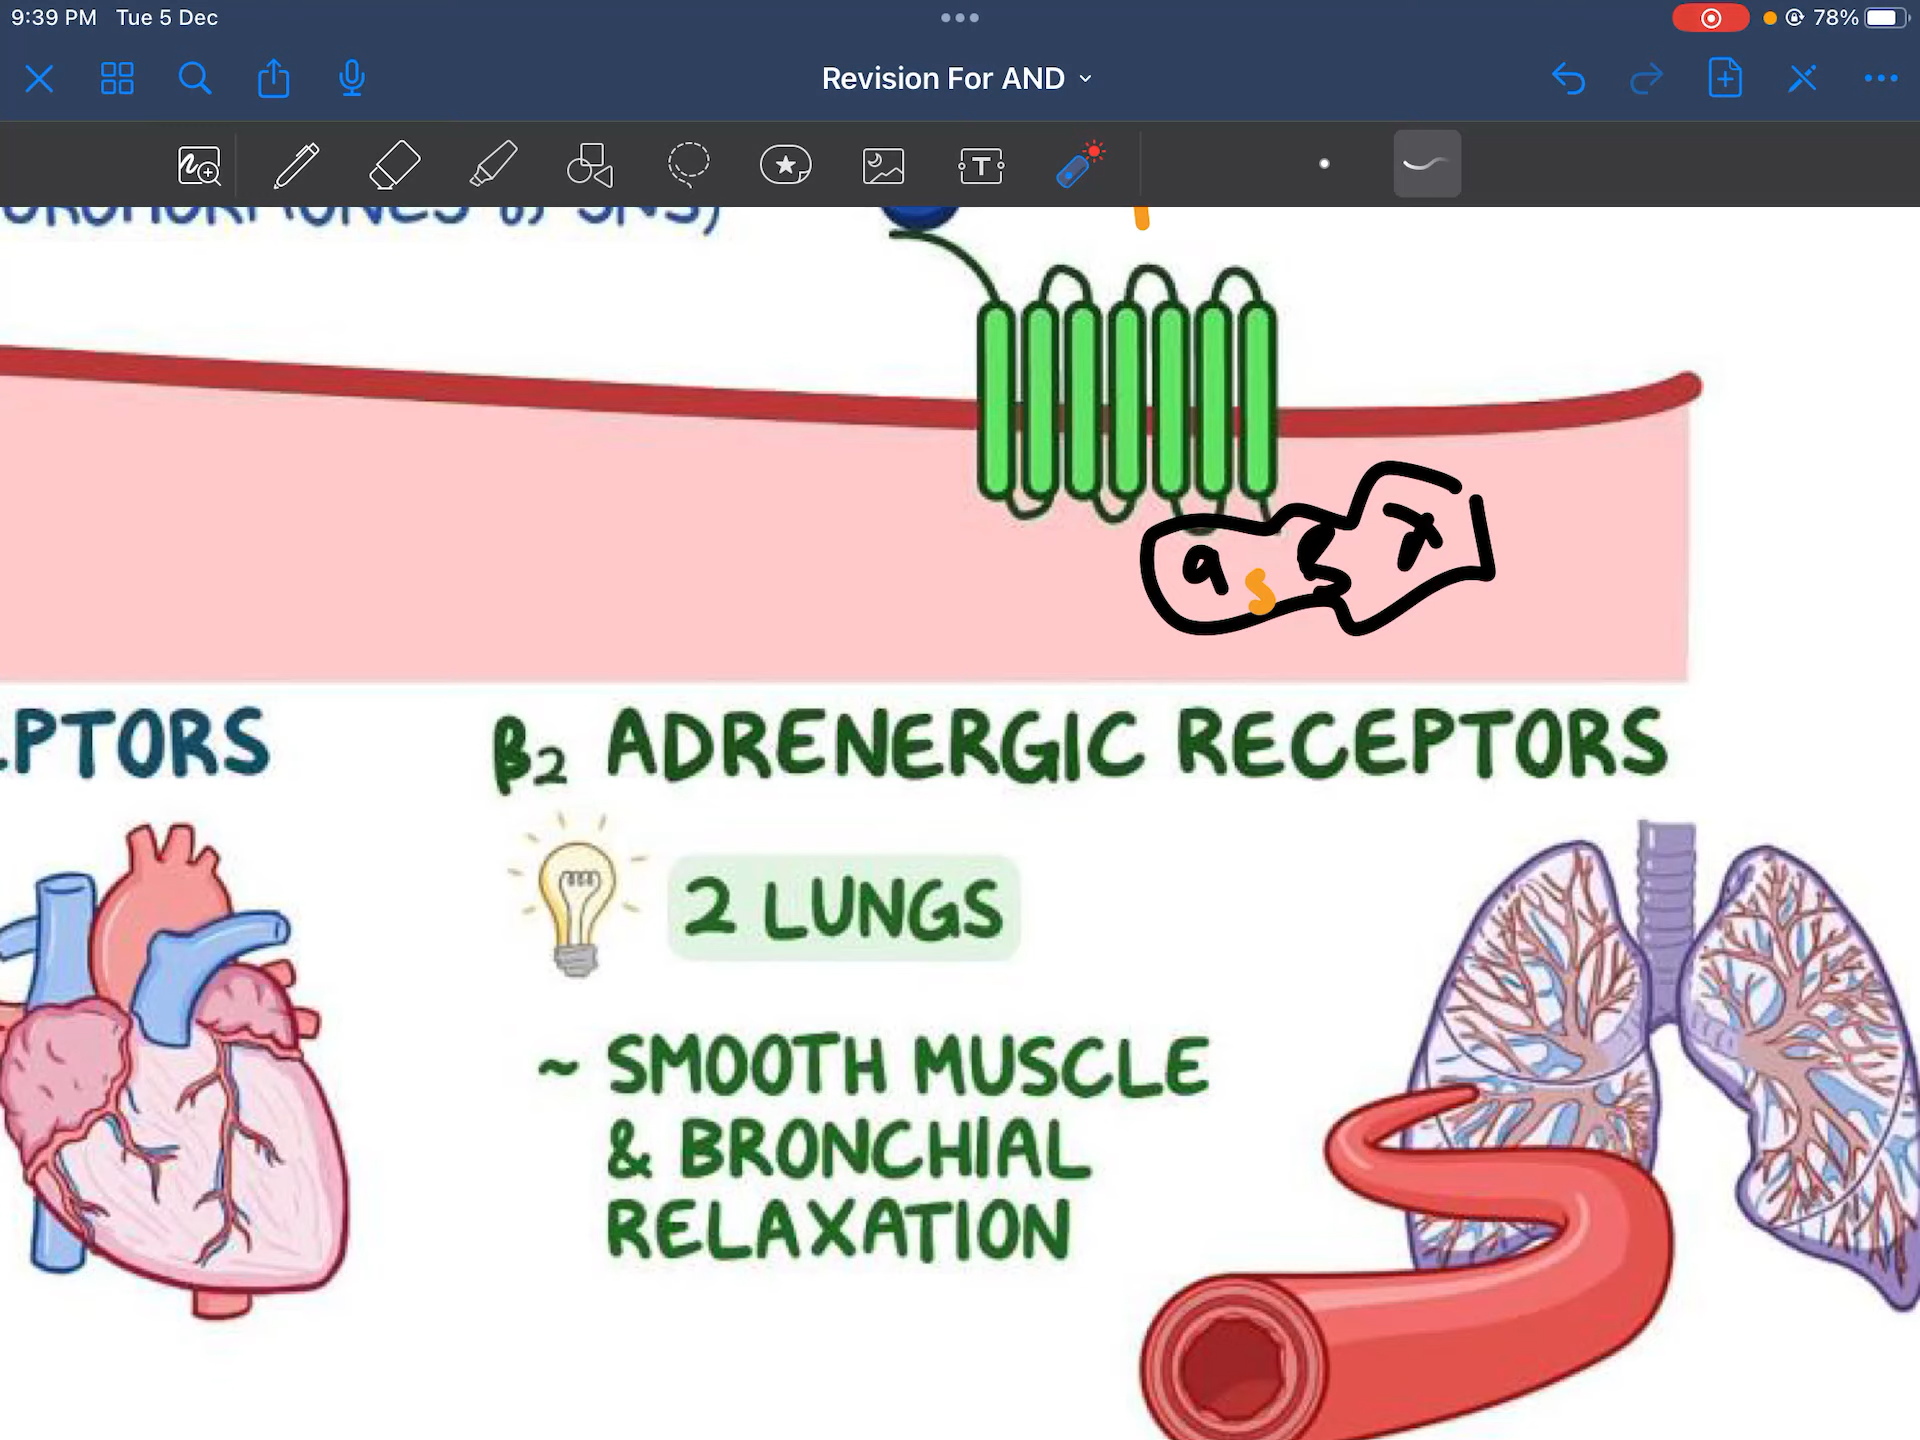 9:39 PM Tue 5 Dec
78%
Revision For AND
T
a s
γ
PTORS
β2 ADRENERGIC RECEPTORS
2 LUNGS
~ SMOOTH MUSCLE
& BRONCHIAL
RELAXATION